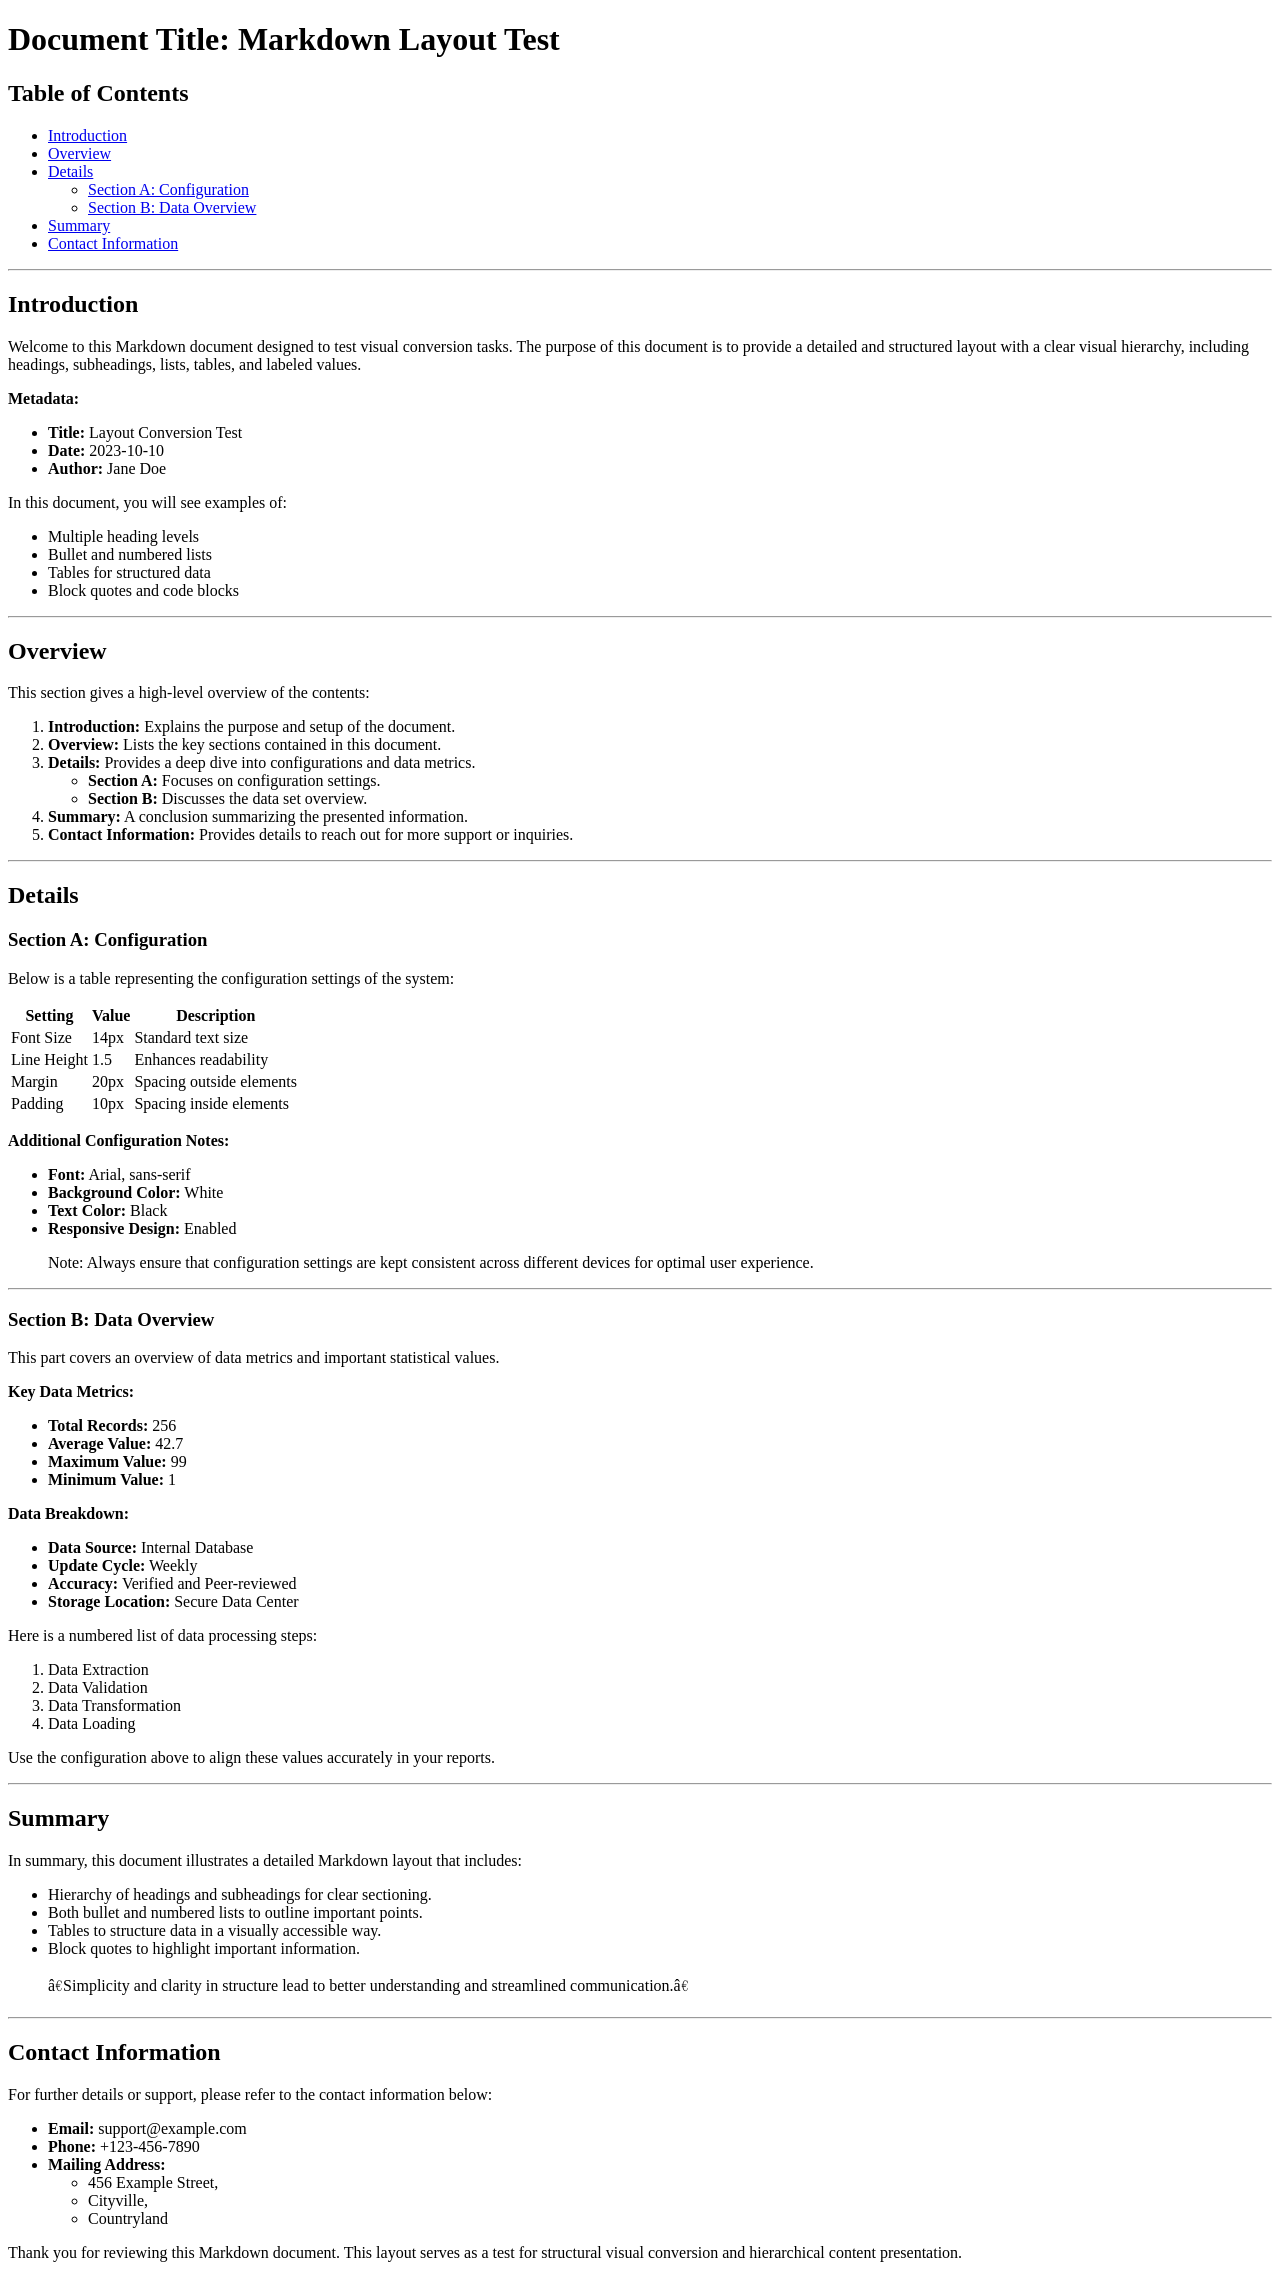 Document Title: Markdown Layout Test
Table of Contents
Introduction
Overview
Details
Section A: Configuration
Section B: Data Overview
Summary
Contact Information
Introduction
Welcome to this Markdown document designed to test visual conversion tasks. The purpose of this document is to provide a detailed and structured layout with a clear visual hierarchy, including
headings, subheadings, lists, tables, and labeled values.
Metadata:
Title: Layout Conversion Test
Date: 2023-10-10
Author: Jane Doe
In this document, you will see examples of:
Multiple heading levels
Bullet and numbered lists
Tables for structured data
Block quotes and code blocks
Overview
This section gives a high-level overview of the contents:
1. Introduction: Explains the purpose and setup of the document.
2. Overview: Lists the key sections contained in this document.
3. Details: Provides a deep dive into configurations and data metrics.
Section A: Focuses on configuration settings.
Section B: Discusses the data set overview.
4. Summary: A conclusion summarizing the presented information.
5. Contact Information: Provides details to reach out for more support or inquiries.
Details
Section A: Configuration
Below is a table representing the configuration settings of the system:
Setting Value Description
Font Size 14px Standard text size
Line Height 1.5 Enhances readability
Margin 20px Spacing outside elements
Padding 10px Spacing inside elements
Additional Configuration Notes:
Font: Arial, sans-serif
Background Color: White
Text Color: Black
Responsive Design: Enabled
Note: Always ensure that configuration settings are kept consistent across different devices for optimal user experience.
Section B: Data Overview
This part covers an overview of data metrics and important statistical values.
Key Data Metrics:
Total Records: 256
Average Value: 42.7
Maximum Value: 99
Minimum Value: 1
Data Breakdown:
Data Source: Internal Database
Update Cycle: Weekly
Accuracy: Verified and Peer-reviewed
Storage Location: Secure Data Center
Here is a numbered list of data processing steps:
1. Data Extraction
2. Data Validation
3. Data Transformation
4. Data Loading
Use the configuration above to align these values accurately in your reports.
Summary
In summary, this document illustrates a detailed Markdown layout that includes:
Hierarchy of headings and subheadings for clear sectioning.
Both bullet and numbered lists to outline important points.
Tables to structure data in a visually accessible way.
Block quotes to highlight important information.
â€Simplicity and clarity in structure lead to better understanding and streamlined communication.â€
Contact Information
For further details or support, please refer to the contact information below:
Email: support@example.com
Phone: +123-456-7890
Mailing Address:
456 Example Street,
Cityville,
Countryland
Thank you for reviewing this Markdown document. This layout serves as a test for structural visual conversion and hierarchical content presentation.